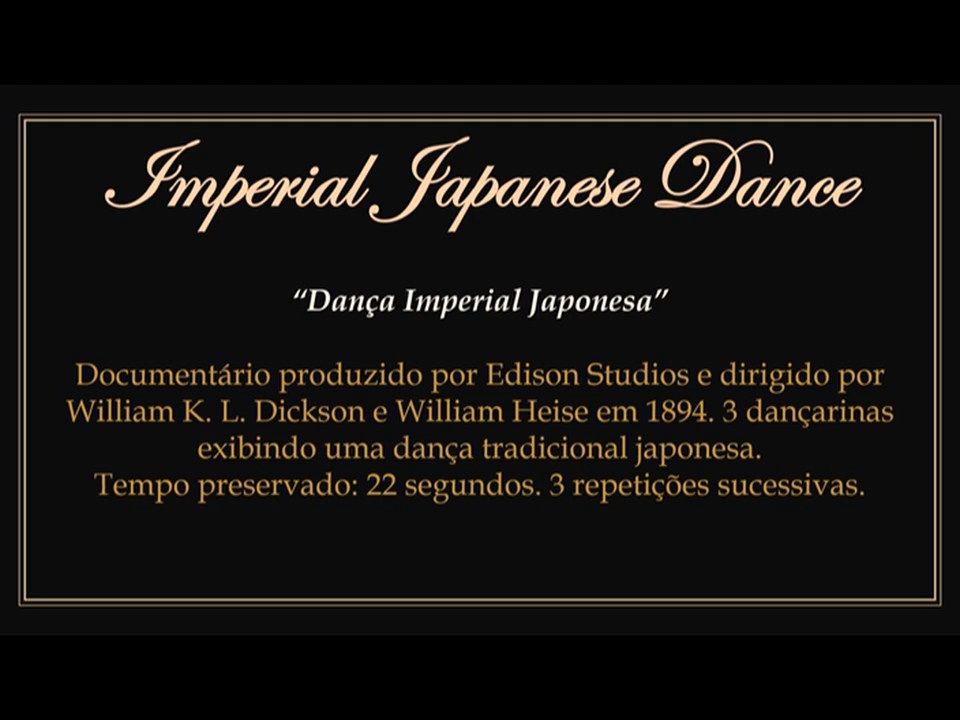 Imperial Japanese Dance
“Dança Imperial Japonesa”
Documentário produzido por Edison Studios e dirigido por
William K. L. Dickson e William Heise em 1894. 3 dançarinas
exibindo uma dança tradicional japonesa.
Tempo preservado: 22 segundos. 3 repetições sucessivas.